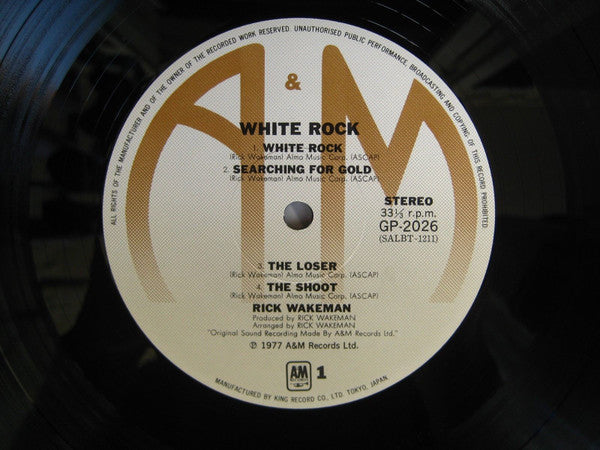 ALL RIGHTS OF THE MANUFACTURER AND OF THE OWNER OF THE RECORDED WORK RESERVED. UNAUTHORISED PUBLIC PERFORMANCE, BROADCASTING AND COPYING OF THIS RECORD PROHIBITED
A & M
WHITE ROCK
1. WHITE ROCK
(Rick Wakeman) Almo Music Corp. (ASCAP)
2. SEARCHING FOR GOLD
(Rick Wakeman) Almo Music Corp. (ASCAP)
STEREO
33⅓ r.p.m.
GP-2026
(SALBT-1211)
3. THE LOSER
(Rick Wakeman) Almo Music Corp. (ASCAP)
4. THE SHOOT
(Rick Wakeman) Almo Music Corp. (ASCAP)
RICK WAKEMAN
Produced by RICK WAKEMAN
Arranged by RICK WAKEMAN
"Original Sound Recording Made By A&M Records Ltd."
℗ 1977 A&M Records Ltd.
AM 1
MANUFACTURED BY KING RECORD CO., LTD. TOKYO, JAPAN.